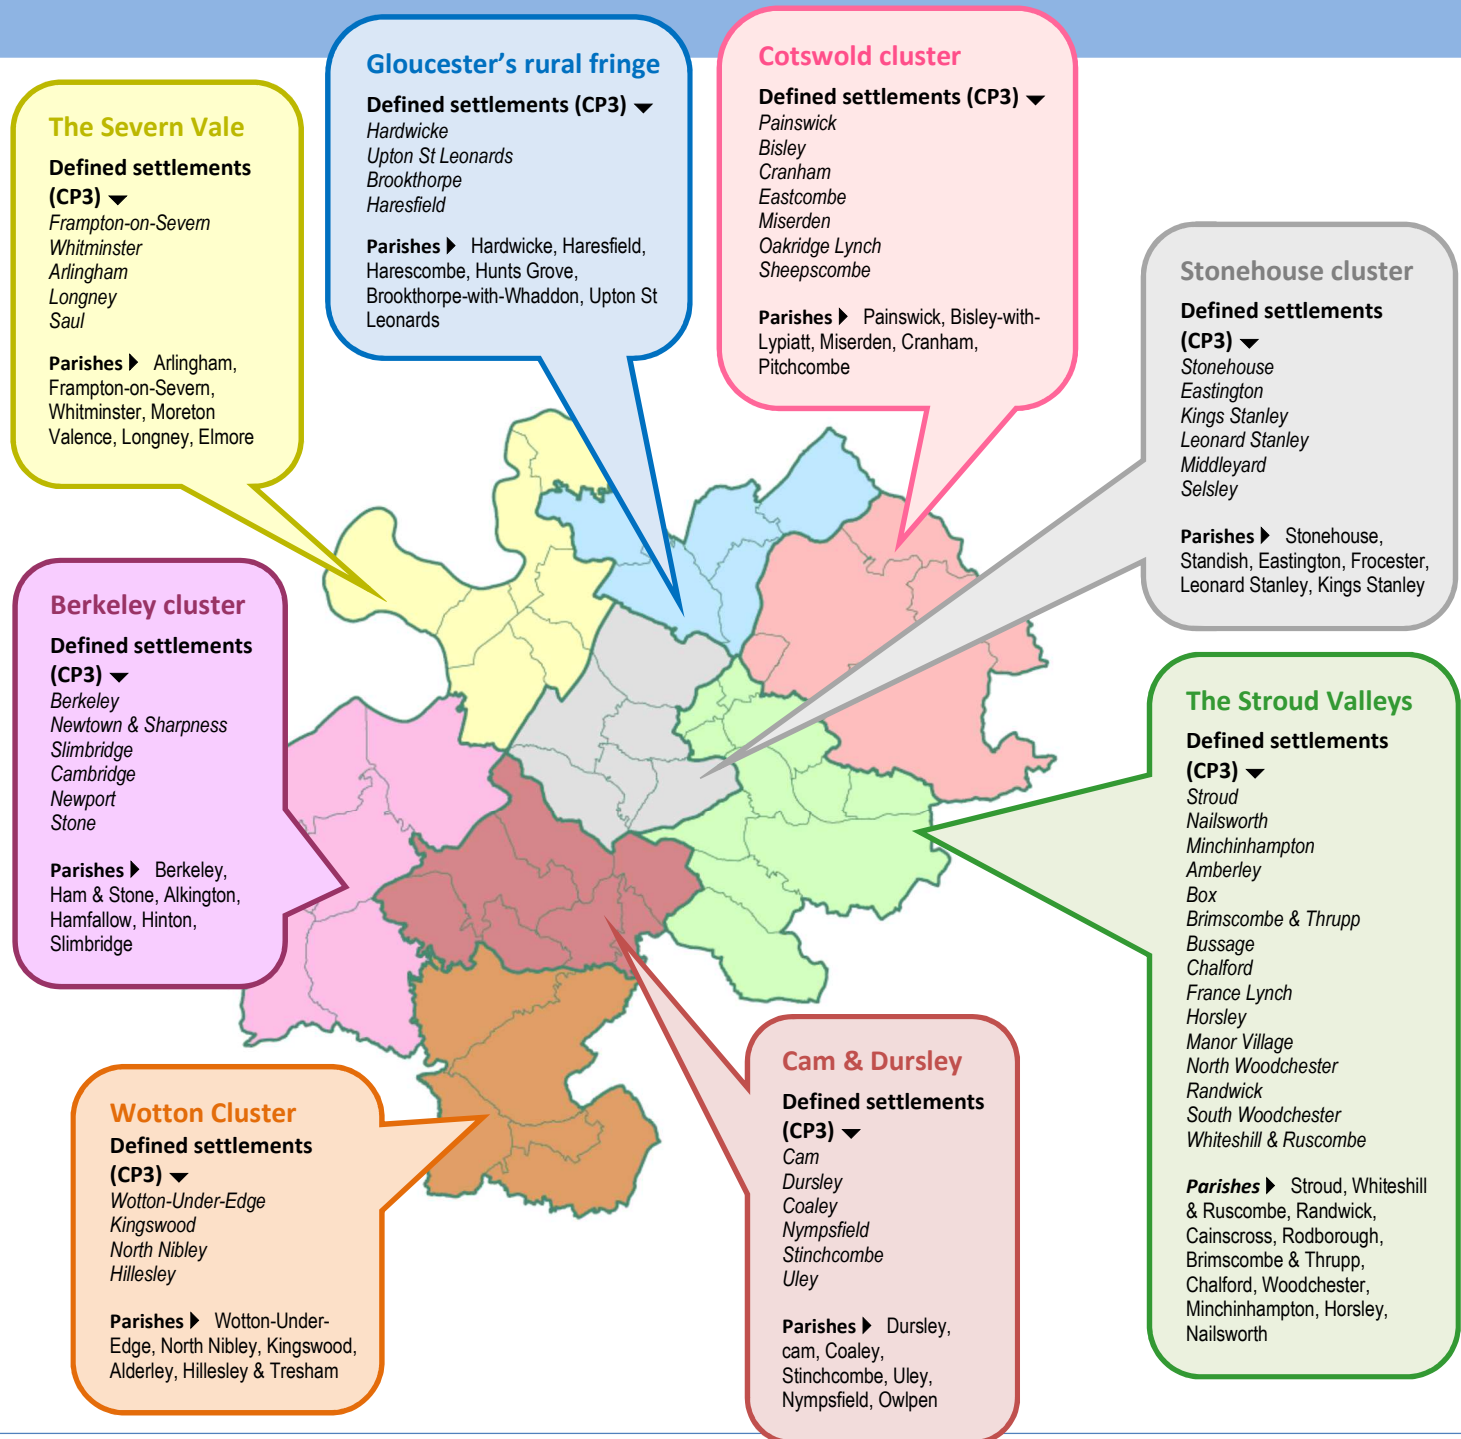 Gloucester's rural fringe
Defined settlements (CP3)
Hardwicke
Upton St Leonards
Brookthorpe
Haresfield
Parishes Hardwicke, Haresfield,
Harescombe, Hunts Grove,
Brookthorpe-with-Whaddon, Upton St
Leonards
Cotswold cluster
Defined settlements (CP3)
Painswick
Bisley
Cranham
Eastcombe
Miserden
Oakridge Lynch
Sheepscombe
Parishes Painswick, Bisley-with-
Lypiatt, Miserden, Cranham,
Pitchcombe
The Severn Vale
Defined settlements
(CP3)
Frampton-on-Severn
Whitminster
Arlingham
Longney
Saul
Parishes Arlingham,
Frampton-on-Severn,
Whitminster, Moreton
Valence, Longney, Elmore
Stonehouse cluster
Defined settlements
(CP3)
Stonehouse
Eastington
Kings Stanley
Leonard Stanley
Middleyard
Selsley
Parishes Stonehouse,
Standish, Eastington, Frocester,
Leonard Stanley, Kings Stanley
Berkeley cluster
Defined settlements
(CP3)
Berkeley
Newtown & Sharpness
Slimbridge
Cambridge
Newport
Stone
Parishes Berkeley,
Ham & Stone, Alkington,
Hamfallow, Hinton,
Slimbridge
The Stroud Valleys
Defined settlements
(CP3)
Stroud
Nailsworth
Minchinhampton
Amberley
Box
Brimscombe & Thrupp
Bussage
Chalford
France Lynch
Horsley
Manor Village
North Woodchester
Randwick
South Woodchester
Whiteshill & Ruscombe
Parishes Stroud, Whiteshill
& Ruscombe, Randwick,
Cainscross, Rodborough,
Brimscombe & Thrupp,
Chalford, Woodchester,
Minchinhampton, Horsley,
Nailsworth
Wotton Cluster
Defined settlements
(CP3)
Wotton-Under-Edge
Kingswood
North Nibley
Hillesley
Parishes Wotton-Under-
Edge, North Nibley, Kingswood,
Alderley, Hillesley & Tresham
Cam & Dursley
Defined settlements
(CP3)
Cam
Dursley
Coaley
Nympsfield
Stinchcombe
Uley
Parishes Dursley,
cam, Coaley,
Stinchcombe, Uley,
Nympsfield, Owlpen